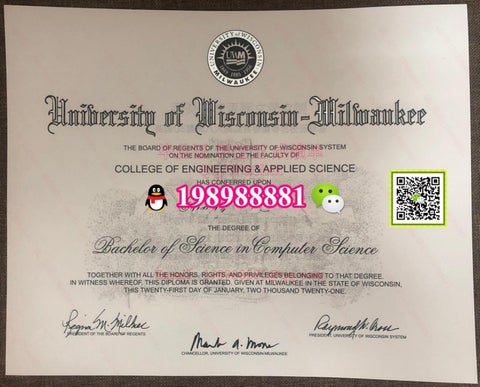 UNIVERSITY OF WISCONSIN
UWM
MILWAUKEE
University of Wisconsin-Milwaukee
THE BOARD OF REGENTS OF THE UNIVERSITY OF WISCONSIN SYSTEM
ON THE NOMINATION OF THE FACULTY OF
COLLEGE OF ENGINEERING & APPLIED SCIENCE
HAS CONFERRED UPON
198988881
THE DEGREE OF
Bachelor of Science in Computer Science
TOGETHER WITH ALL THE HONORS, RIGHTS, AND PRIVILEGES BELONGING TO THAT DEGREE.
IN WITNESS WHEREOF, THIS DIPLOMA IS GRANTED. GIVEN AT MILWAUKEE IN THE STATE OF WISCONSIN,
THIS TWENTY-FIRST DAY OF JANUARY, TWO THOUSAND TWENTY-ONE.
PRESIDENT OF THE BOARD OF REGENTS
CHANCELLOR, UNIVERSITY OF WISCONSIN-MILWAUKEE
PRESIDENT, UNIVERSITY OF WISCONSIN SYSTEM